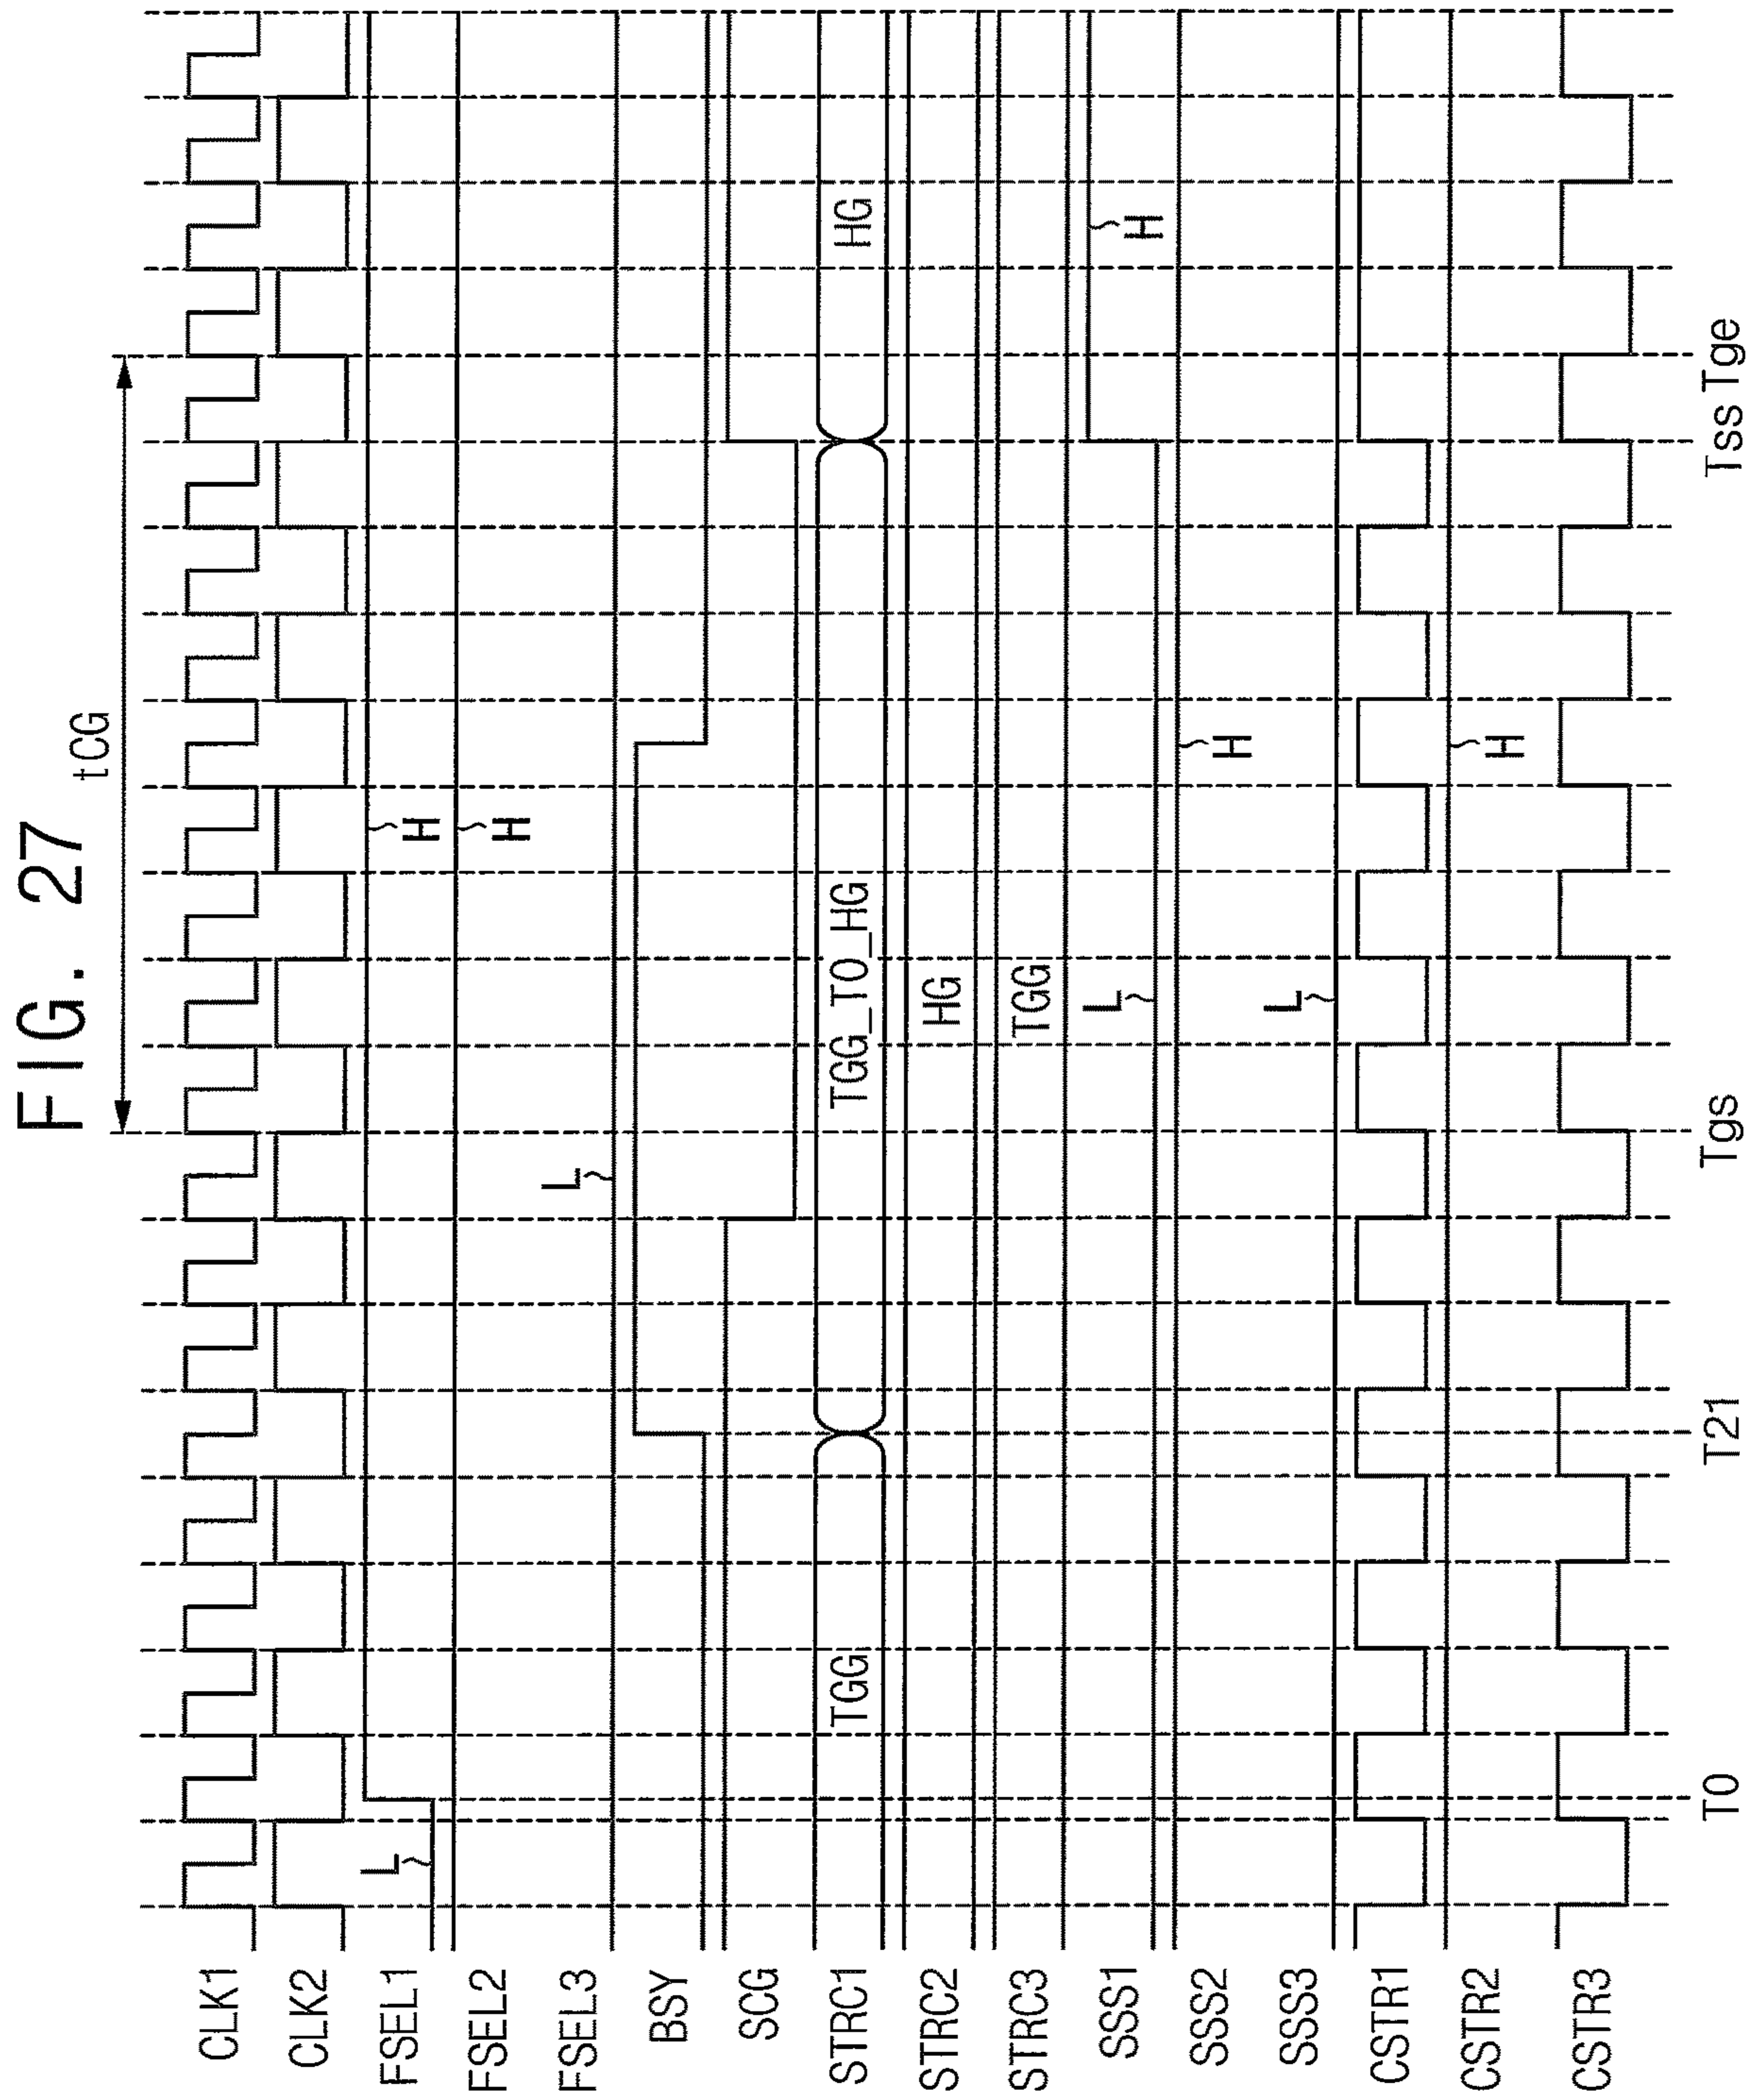 FIG. 27
tCG
CLK1
CLK2
FSEL1 L H
FSEL2 H
FSEL3 L
BSY
SCG
STRC1 TGG TGG_TO_HG HG
STRC2 HG
STRC3 TGG
SSS1 L H
SSS2 H
SSS3 L
CSTR1
CSTR2 H
CSTR3
T0 T21 Tgs Tss Tge